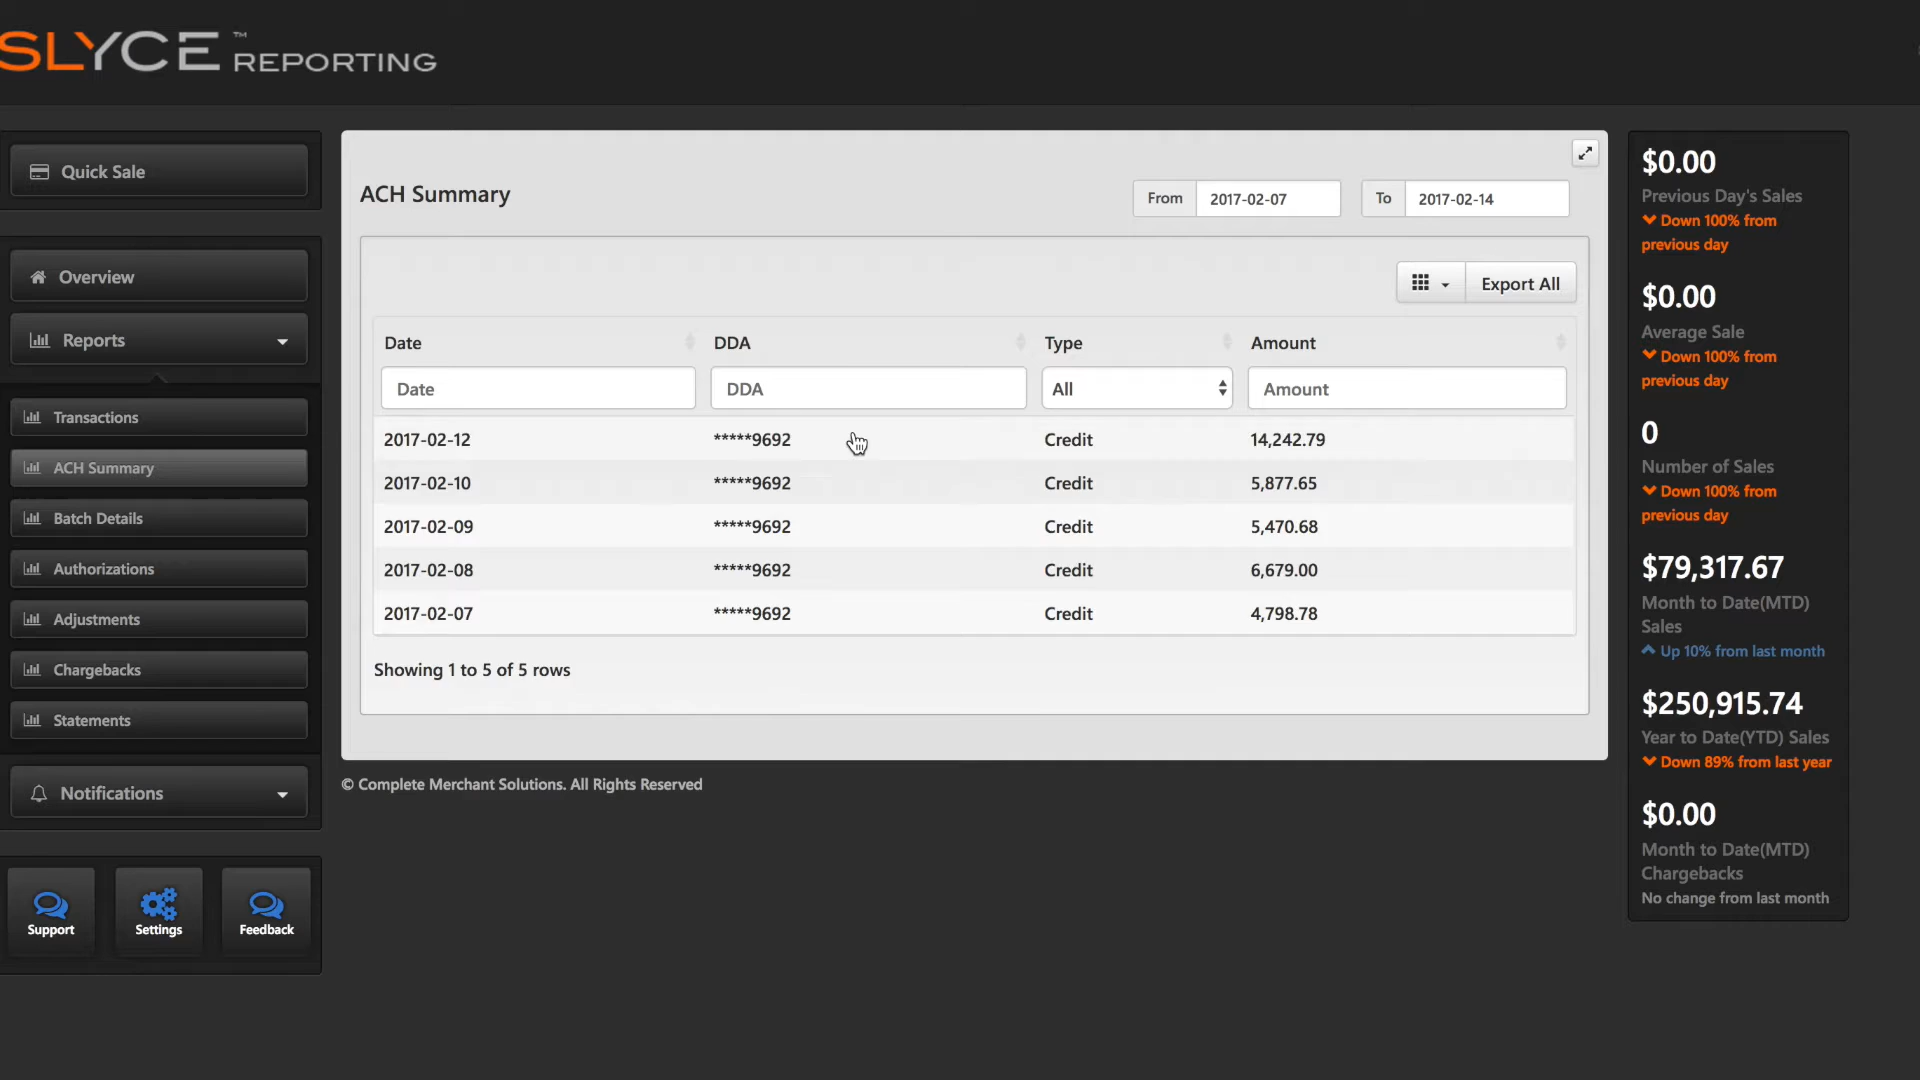 SLYCE™ REPORTING
Quick Sale
Overview
Reports
Transactions
ACH Summary
Batch Details
Authorizations
Adjustments
Chargebacks
Statements
Notifications
Support
Settings
Feedback
ACH Summary
From 2017-02-07 To 2017-02-14
Export All
Date DDA Type Amount
Date DDA All Amount
2017-02-12 *****9692 Credit 14,242.79
2017-02-10 *****9692 Credit 5,877.65
2017-02-09 *****9692 Credit 5,470.68
2017-02-08 *****9692 Credit 6,679.00
2017-02-07 *****9692 Credit 4,798.78
Showing 1 to 5 of 5 rows
© Complete Merchant Solutions. All Rights Reserved
$0.00
Previous Day's Sales
Down 100% from
previous day
$0.00
Average Sale
Down 100% from
previous day
0
Number of Sales
Down 100% from
previous day
$79,317.67
Month to Date(MTD)
Sales
Up 10% from last month
$250,915.74
Year to Date(YTD) Sales
Down 89% from last year
$0.00
Month to Date(MTD)
Chargebacks
No change from last month